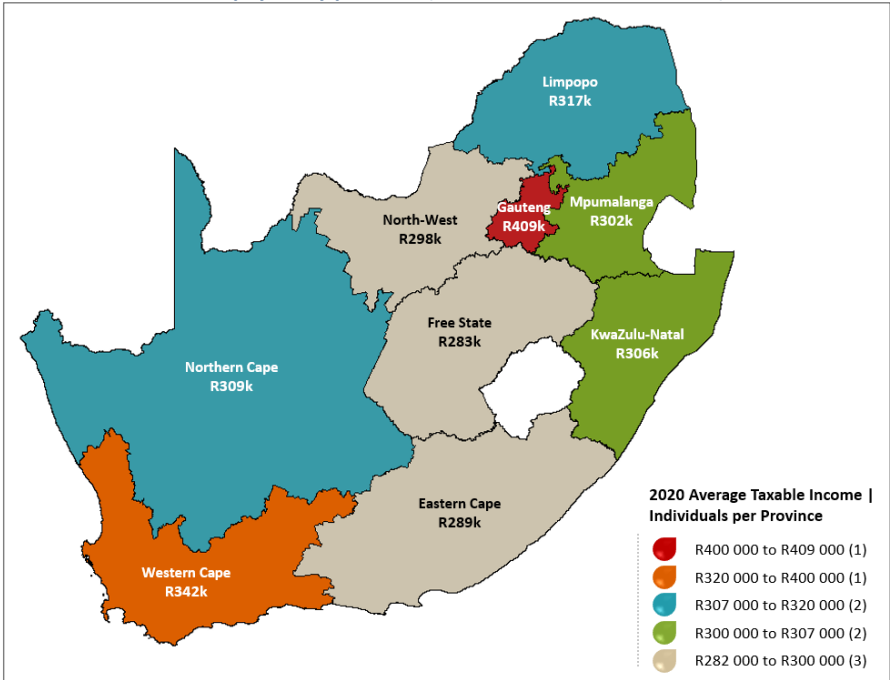 Limpopo
R317k
Gauteng
R409k
Mpumalanga
R302k
North-West
R298k
Free State
R283k
KwaZulu-Natal
R306k
Northern Cape
R309k
Eastern Cape
R289k
Western Cape
R342k
2020 Average Taxable Income |
Individuals per Province
R400 000 to R409 000 (1)
R320 000 to R400 000 (1)
R307 000 to R320 000 (2)
R300 000 to R307 000 (2)
R282 000 to R300 000 (3)